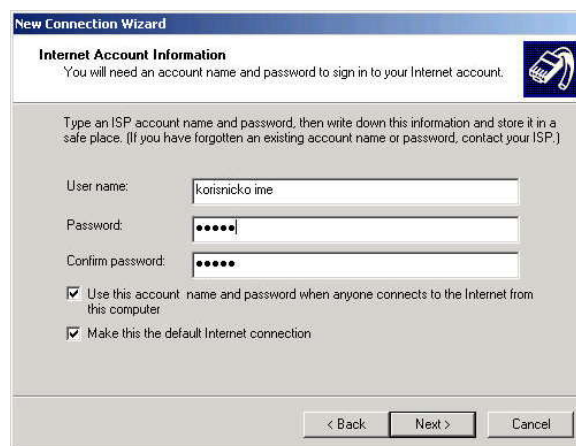 New Connection Wizard
Internet Account Information
You will need an account name and password to sign in to your Internet account.
Type an ISP account name and password, then write down this information and store it in a
safe place. (If you have forgotten an existing account name or password, contact your ISP.)
User name:
korisnicko ime
Password:
●●●●●
Confirm password:
●●●●●
Use this account name and password when anyone connects to the Internet from
this computer
Make this the default Internet connection
< Back
Next >
Cancel